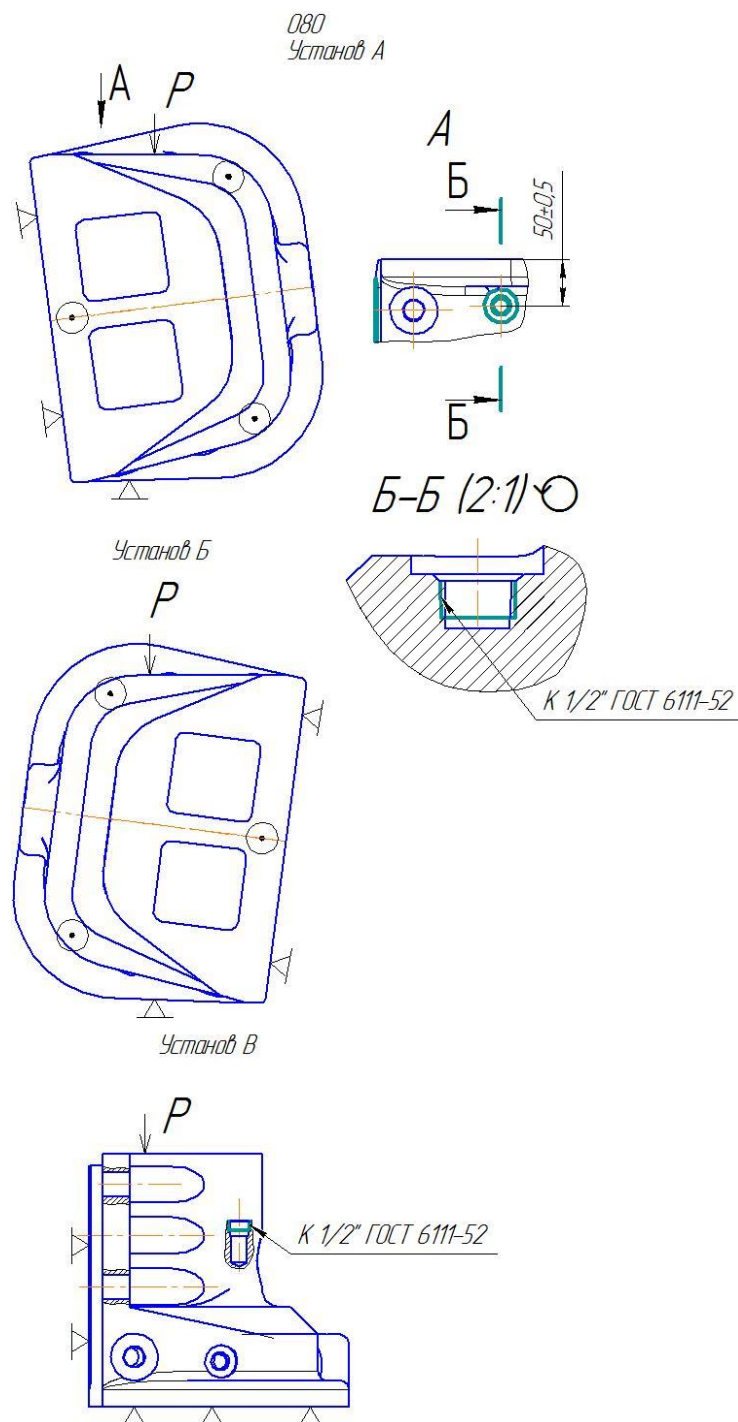 080
Установ А
А
Р
А
Б
50±0,5
Б
Б-Б (2:1)
Установ Б
Р
К 1/2" ГОСТ 6111-52
Установ В
Р
К 1/2" ГОСТ 6111-52